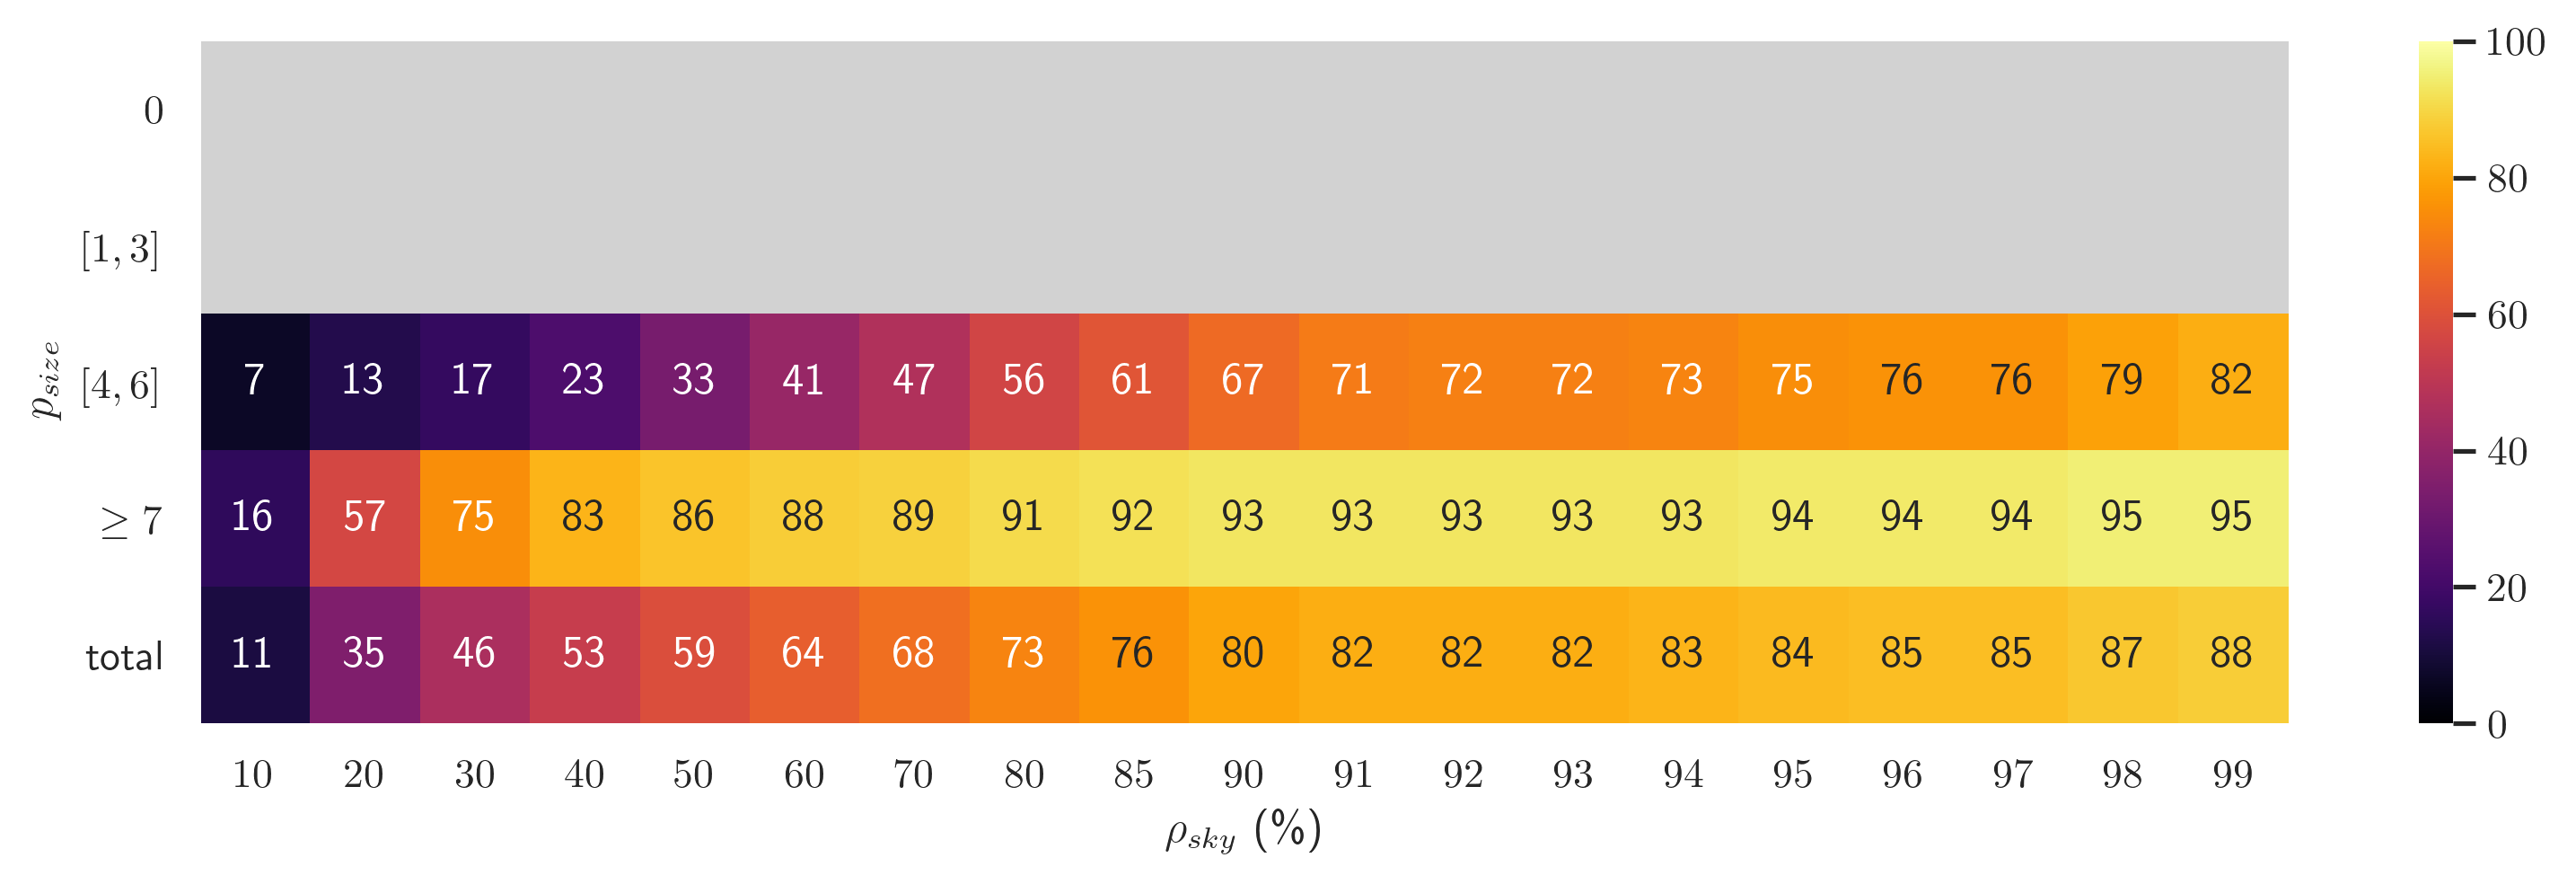 100
0
80
[1, 3]
60
p_size
[4, 6]
7 13 17 23 33 41 47 56 61 67 71 72 72 73 75 76 76 79 82
40
≥ 7
16 57 75 83 86 88 89 91 92 93 93 93 93 93 94 94 94 95 95
20
total
11 35 46 53 59 64 68 73 76 80 82 82 82 83 84 85 85 87 88
0
10 20 30 40 50 60 70 80 85 90 91 92 93 94 95 96 97 98 99
ρ_sky (%)